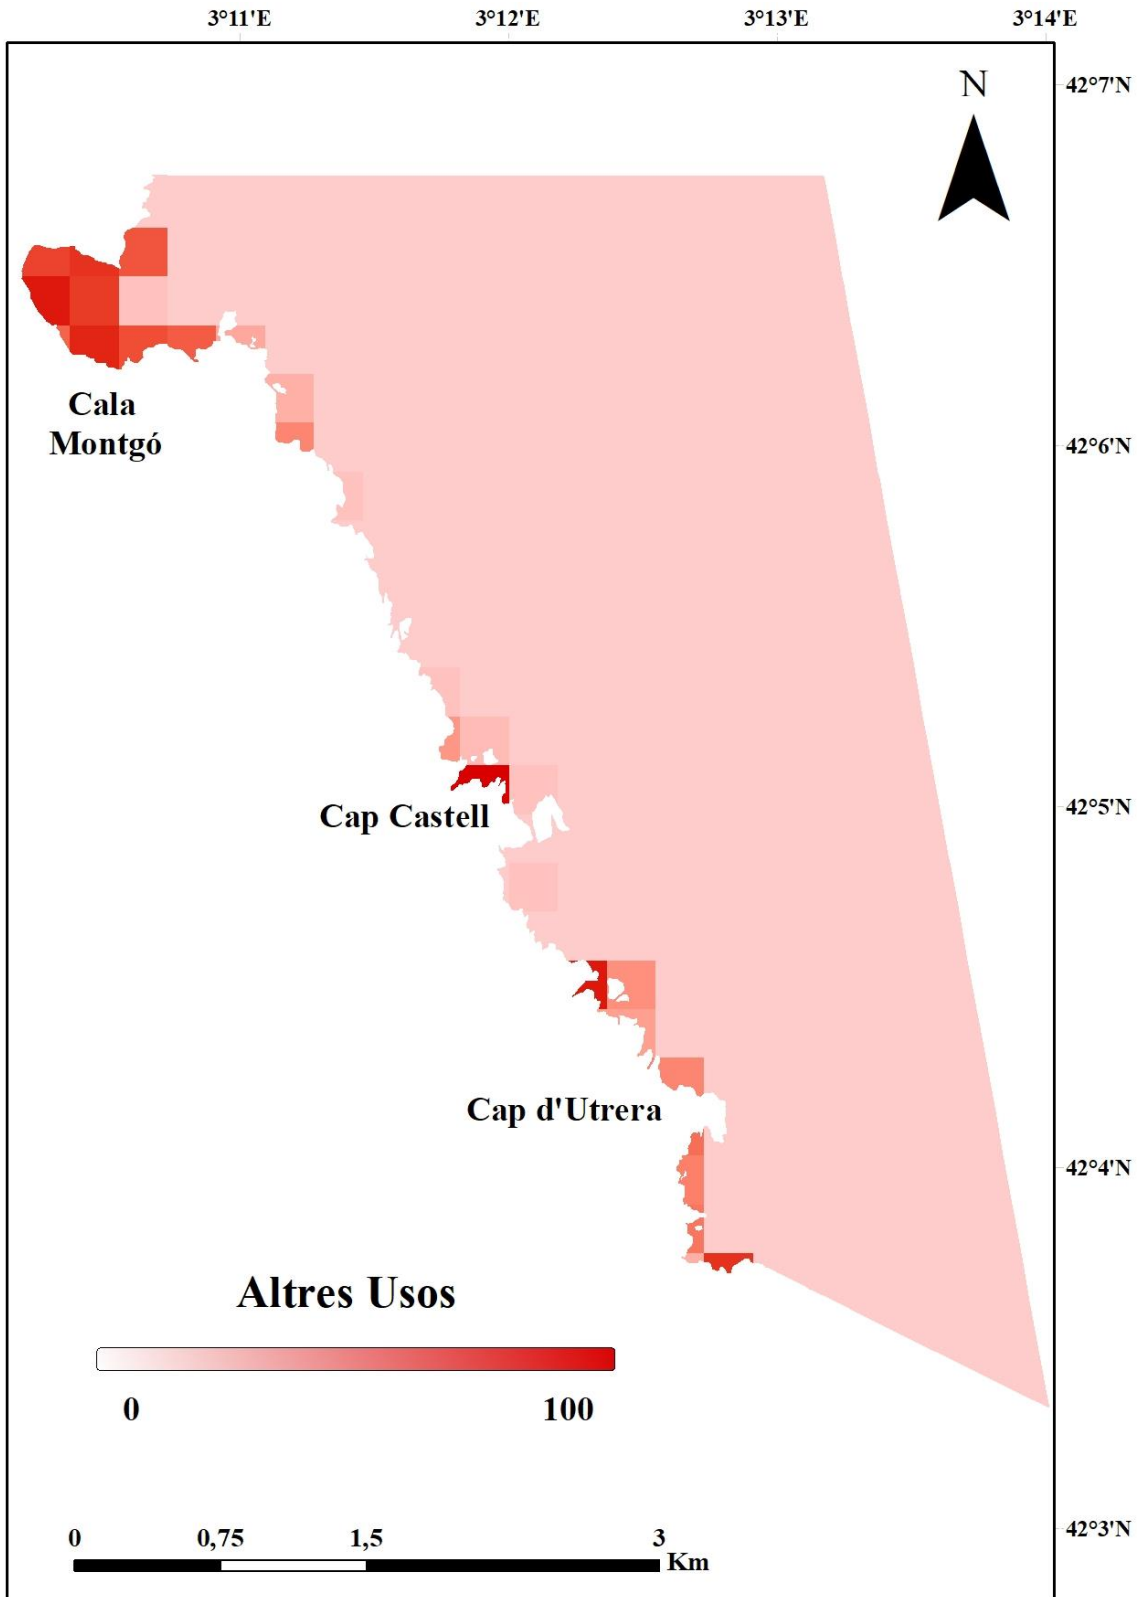 3°11'E 3°12'E 3°13'E 3°14'E
42°7'N
N
Cala
Montgó
42°6'N
42°5'N
Cap Castell
Cap d'Utrera
42°4'N
Altres Usos
0 100
42°3'N
0 0,75 1,5 3
Km